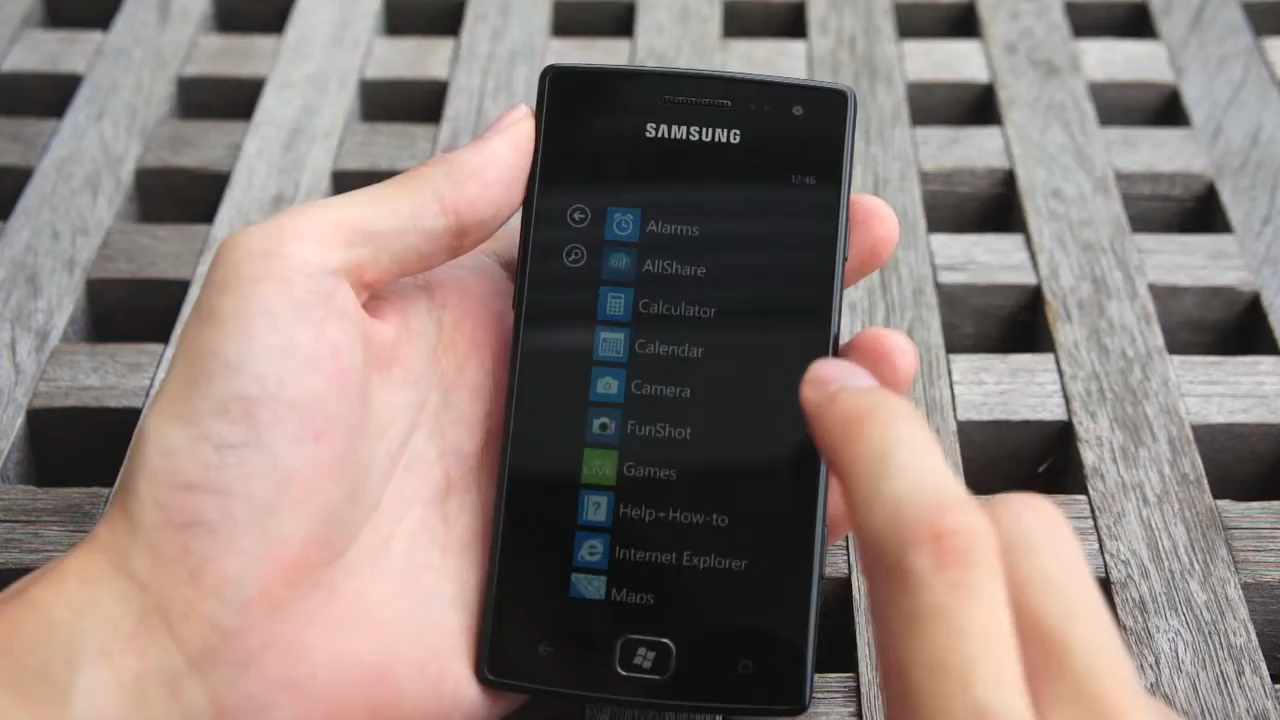 SAMSUNG
12:46
Alarms
AllShare
Calculator
Calendar
Camera
FunShot
LIVE
Games
Help+How-to
Internet Explorer
Maps